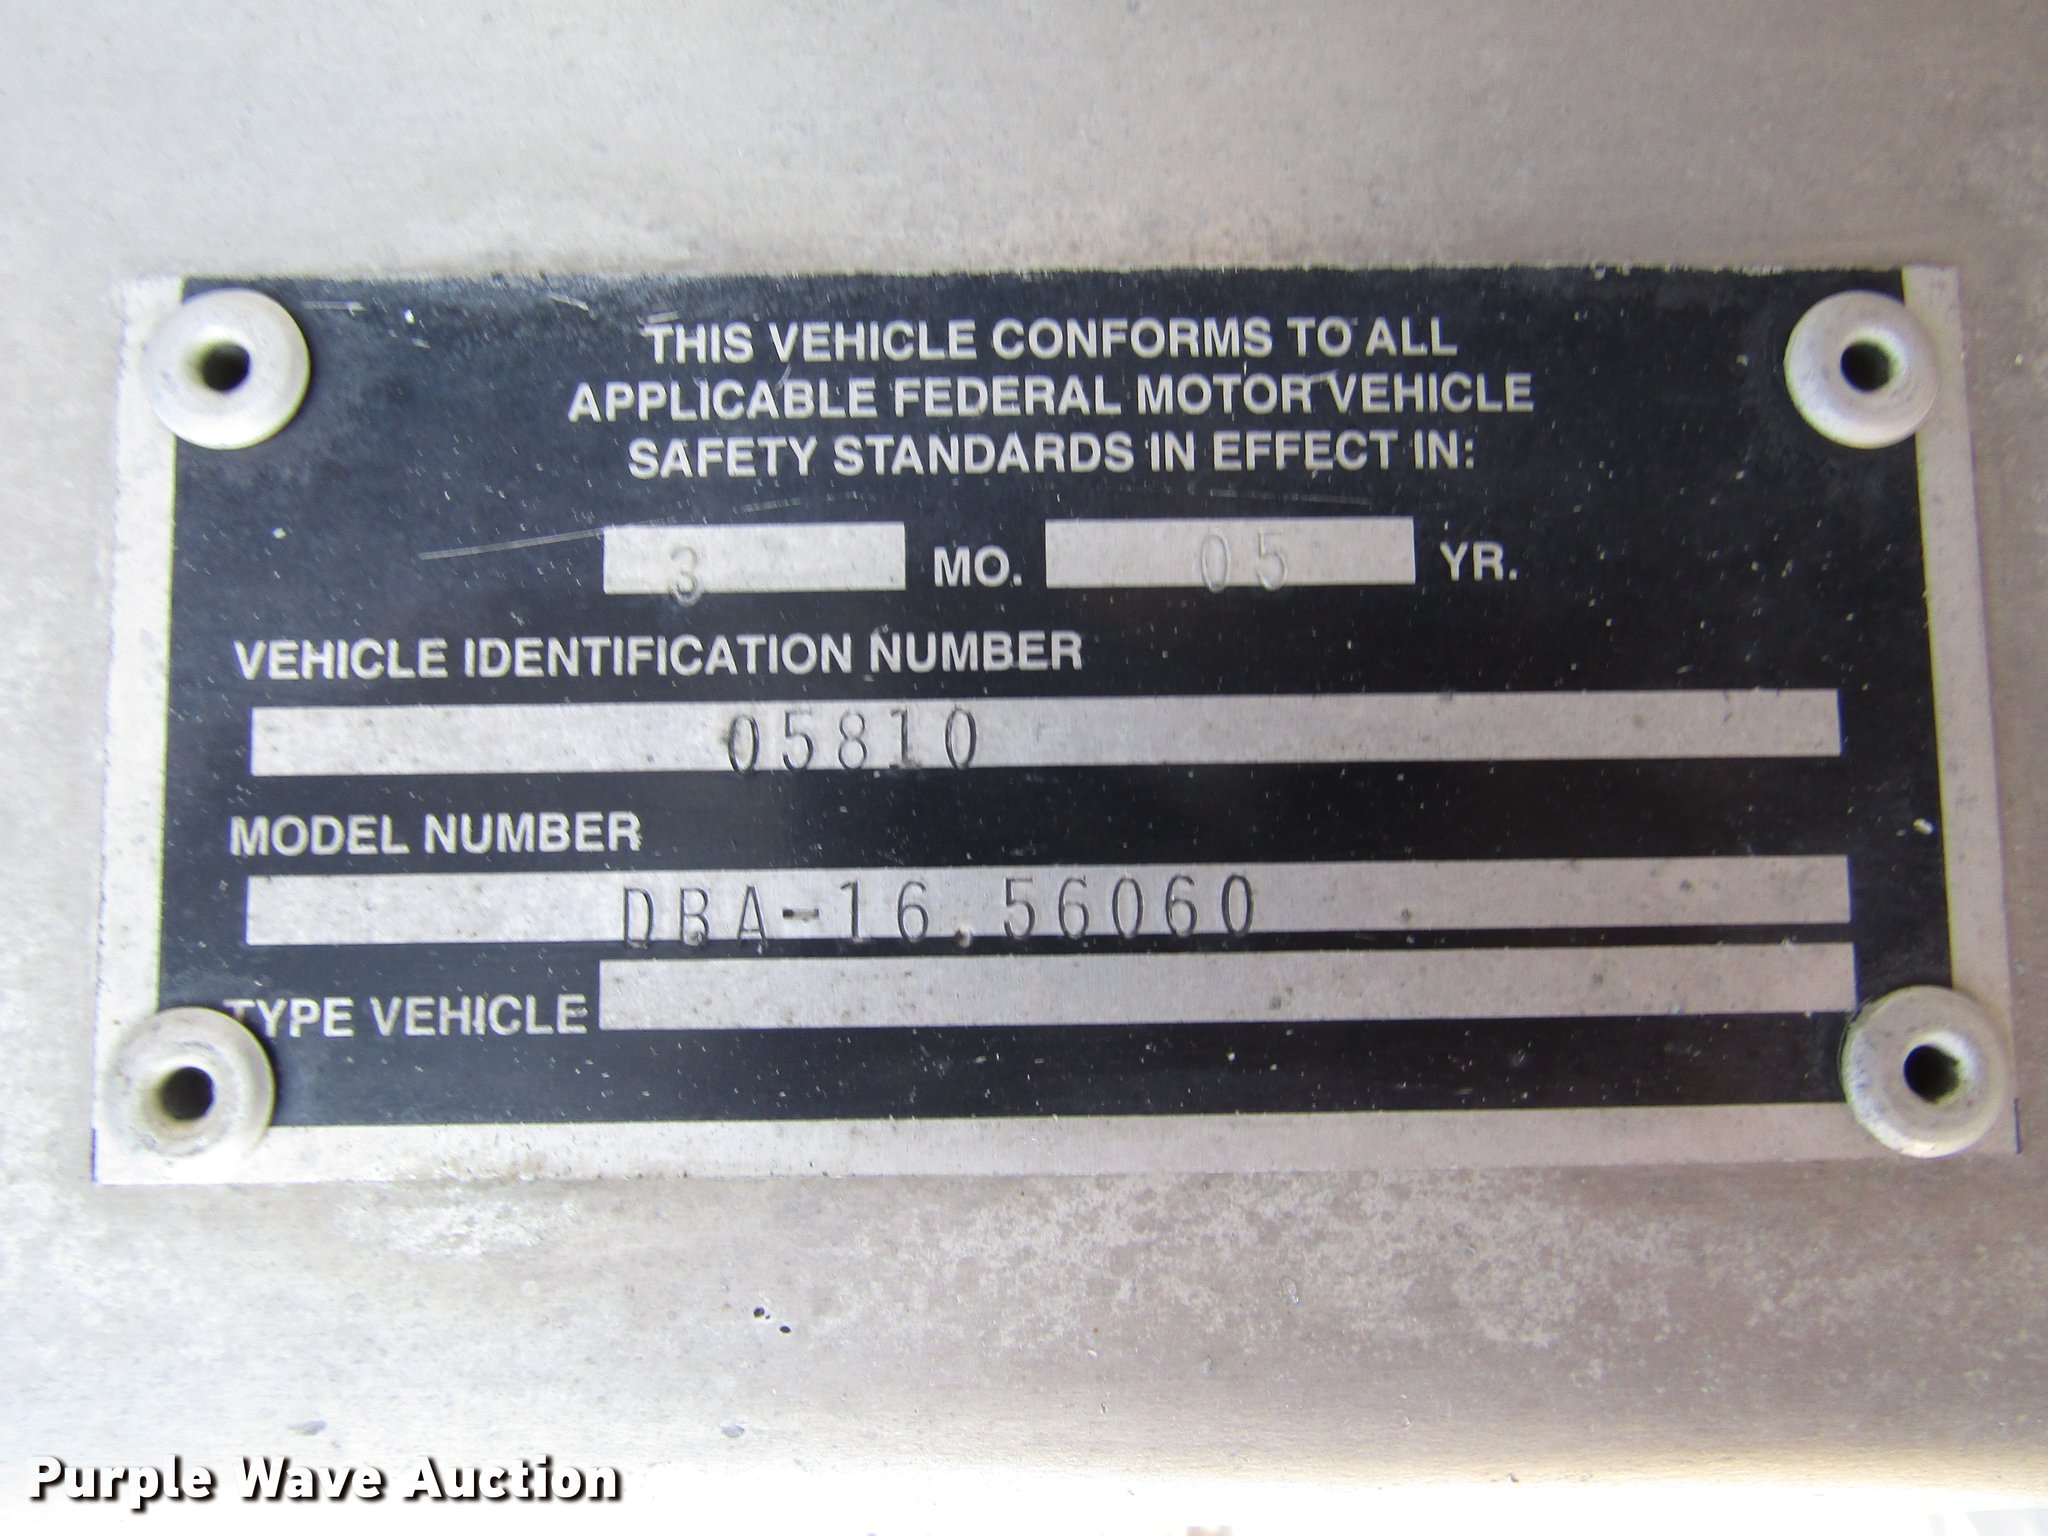 THIS VEHICLE CONFORMS TO ALL
APPLICABLE FEDERAL MOTOR VEHICLE
SAFETY STANDARDS IN EFFECT IN:
3 MO. 05 YR.
VEHICLE IDENTIFICATION NUMBER
05810
MODEL NUMBER
DBA-16.56060
TYPE VEHICLE
Purple Wave Auction